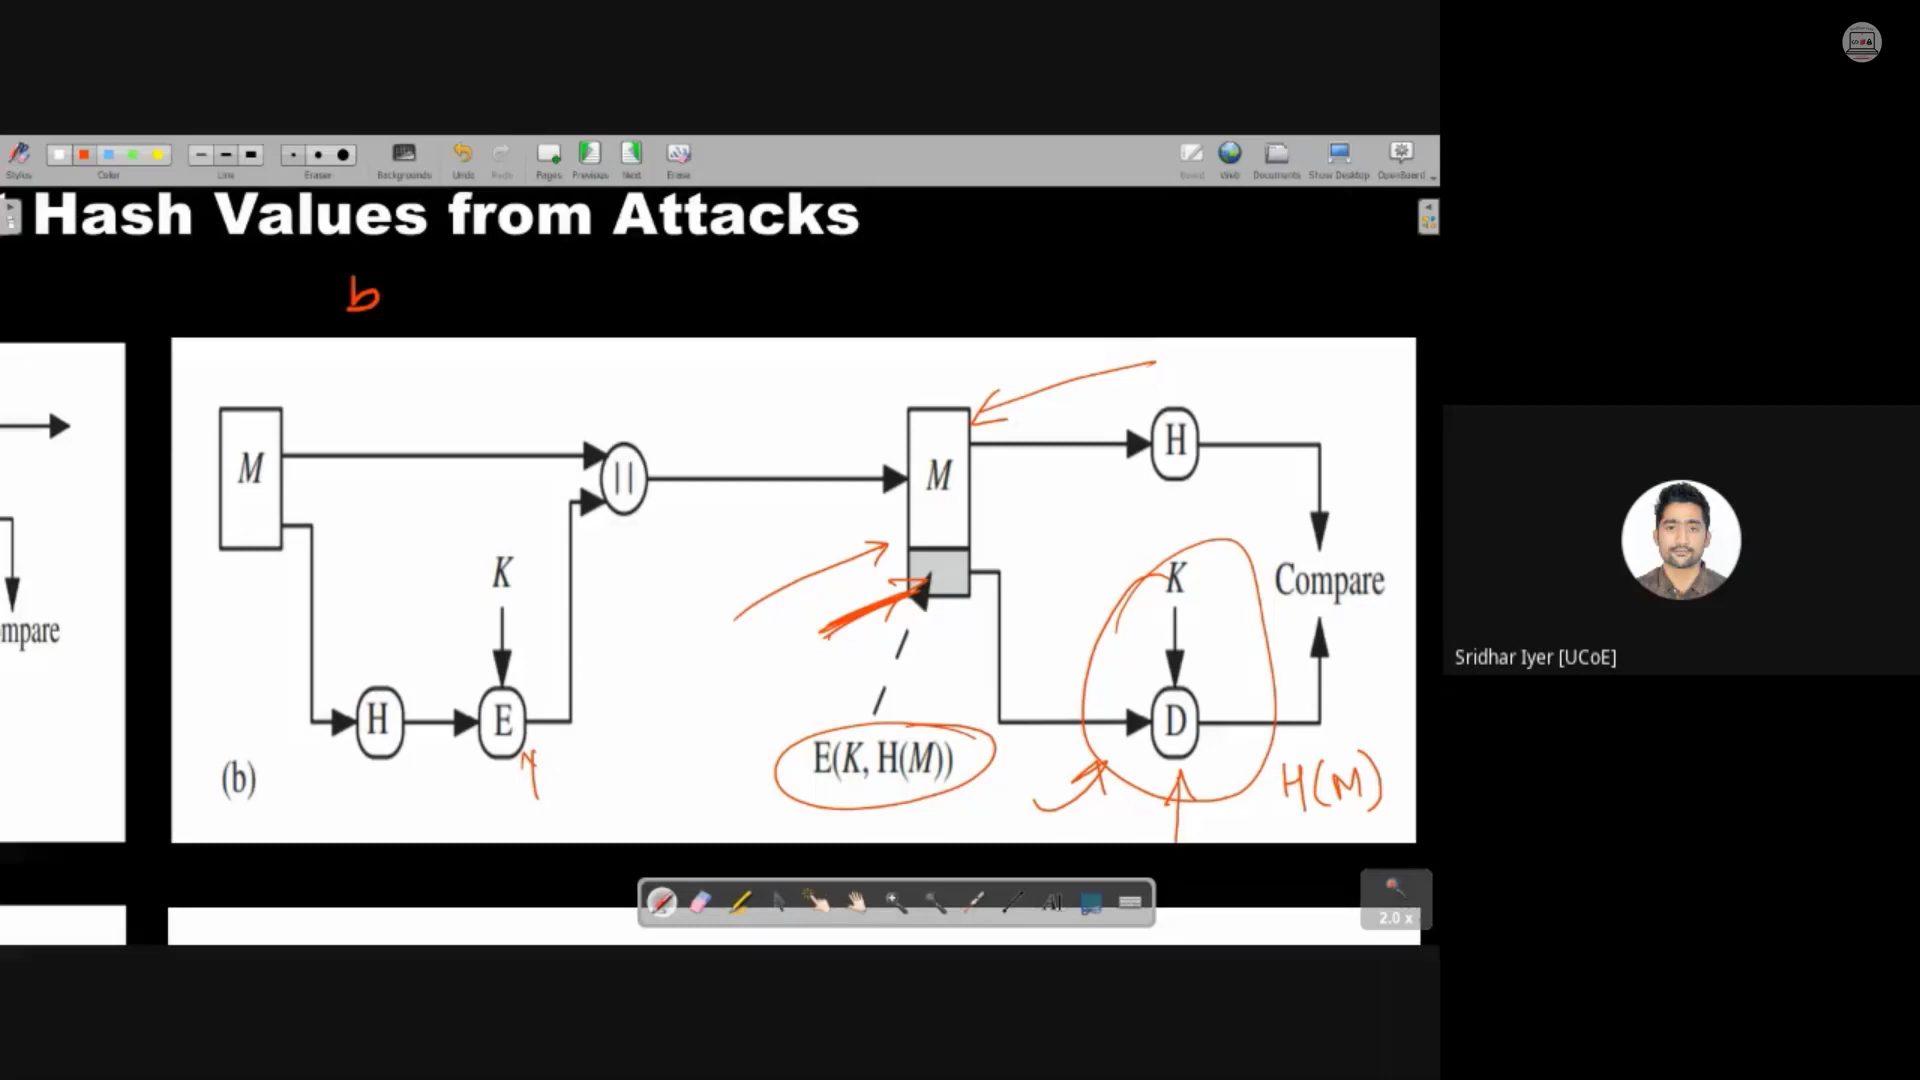 Stylus Color Line Eraser Backgrounds Undo Redo Pages Previous Next Erase Board Web Documents Show Desktop OpenBoard
Hash Values from Attacks
b
M
||
M
H
K
K
Compare
mpare
H
E
D
E(K, H(M))
H(M)
(b)
2.0 x
Sridhar Iyer [UCoE]